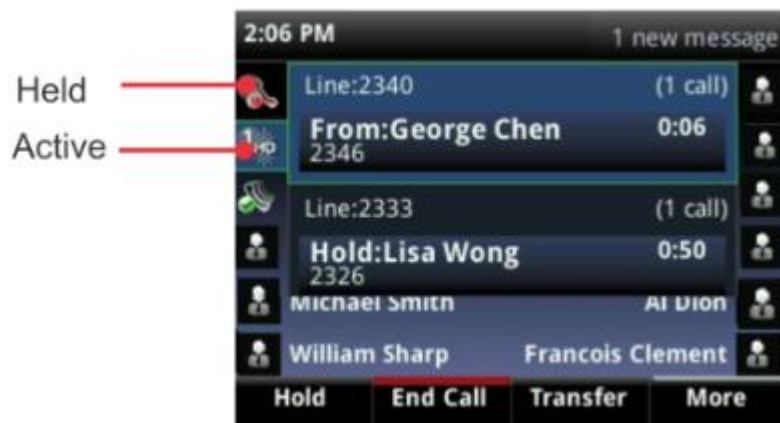 2:06 PM 1 new message
Held
Line:2340 (1 call)
Active
From:George Chen 0:06
2346
1 HD
Line:2333 (1 call)
Hold:Lisa Wong 0:50
2326
Michael Smith Al Dion
William Sharp Francois Clement
Hold End Call Transfer More